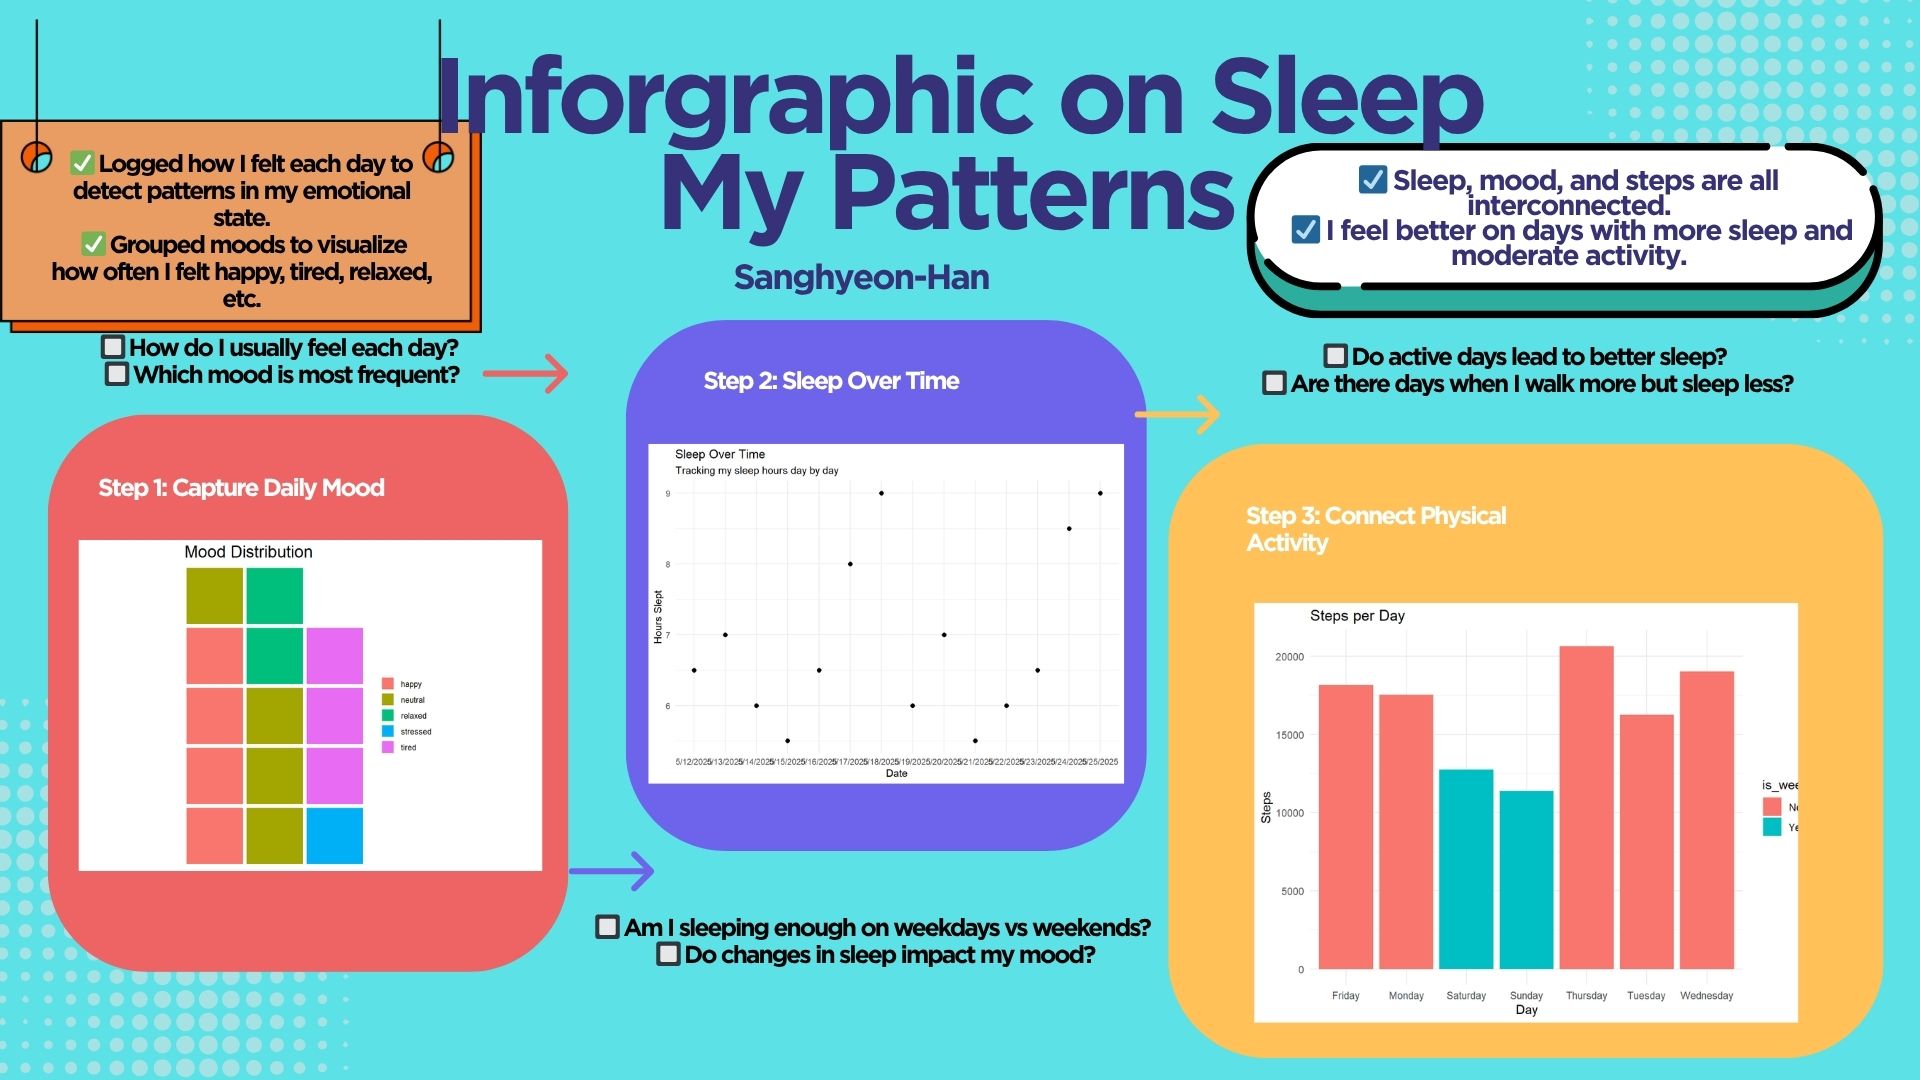 Inforgraphic on Sleep
My Patterns
Sanghyeon-Han
✅ Logged how I felt each day to
detect patterns in my emotional
state.
✅ Grouped moods to visualize
how often I felt happy, tired, relaxed,
etc.
How do I usually feel each day?
Which mood is most frequent?
Step 1: Capture Daily Mood
Mood Distribution
happy
neutral
relaxed
stressed
tired
Step 2: Sleep Over Time
Sleep Over Time
Tracking my sleep hours day by day
Hours Slept
9
8
7
6
5/12/2025 5/13/2025 5/14/2025 5/15/2025 5/16/2025 5/17/2025 5/18/2025 5/19/2025 5/20/2025 5/21/2025 5/22/2025 5/23/2025 5/24/2025 5/25/2025
Date
Am I sleeping enough on weekdays vs weekends?
Do changes in sleep impact my mood?
☑ Sleep, mood, and steps are all
interconnected.
☑ I feel better on days with more sleep and
moderate activity.
Do active days lead to better sleep?
Are there days when I walk more but sleep less?
Step 3: Connect Physical
Activity
Steps per Day
Steps
20000
15000
10000
5000
0
Friday Monday Saturday Sunday Thursday Tuesday Wednesday
Day
is_wee